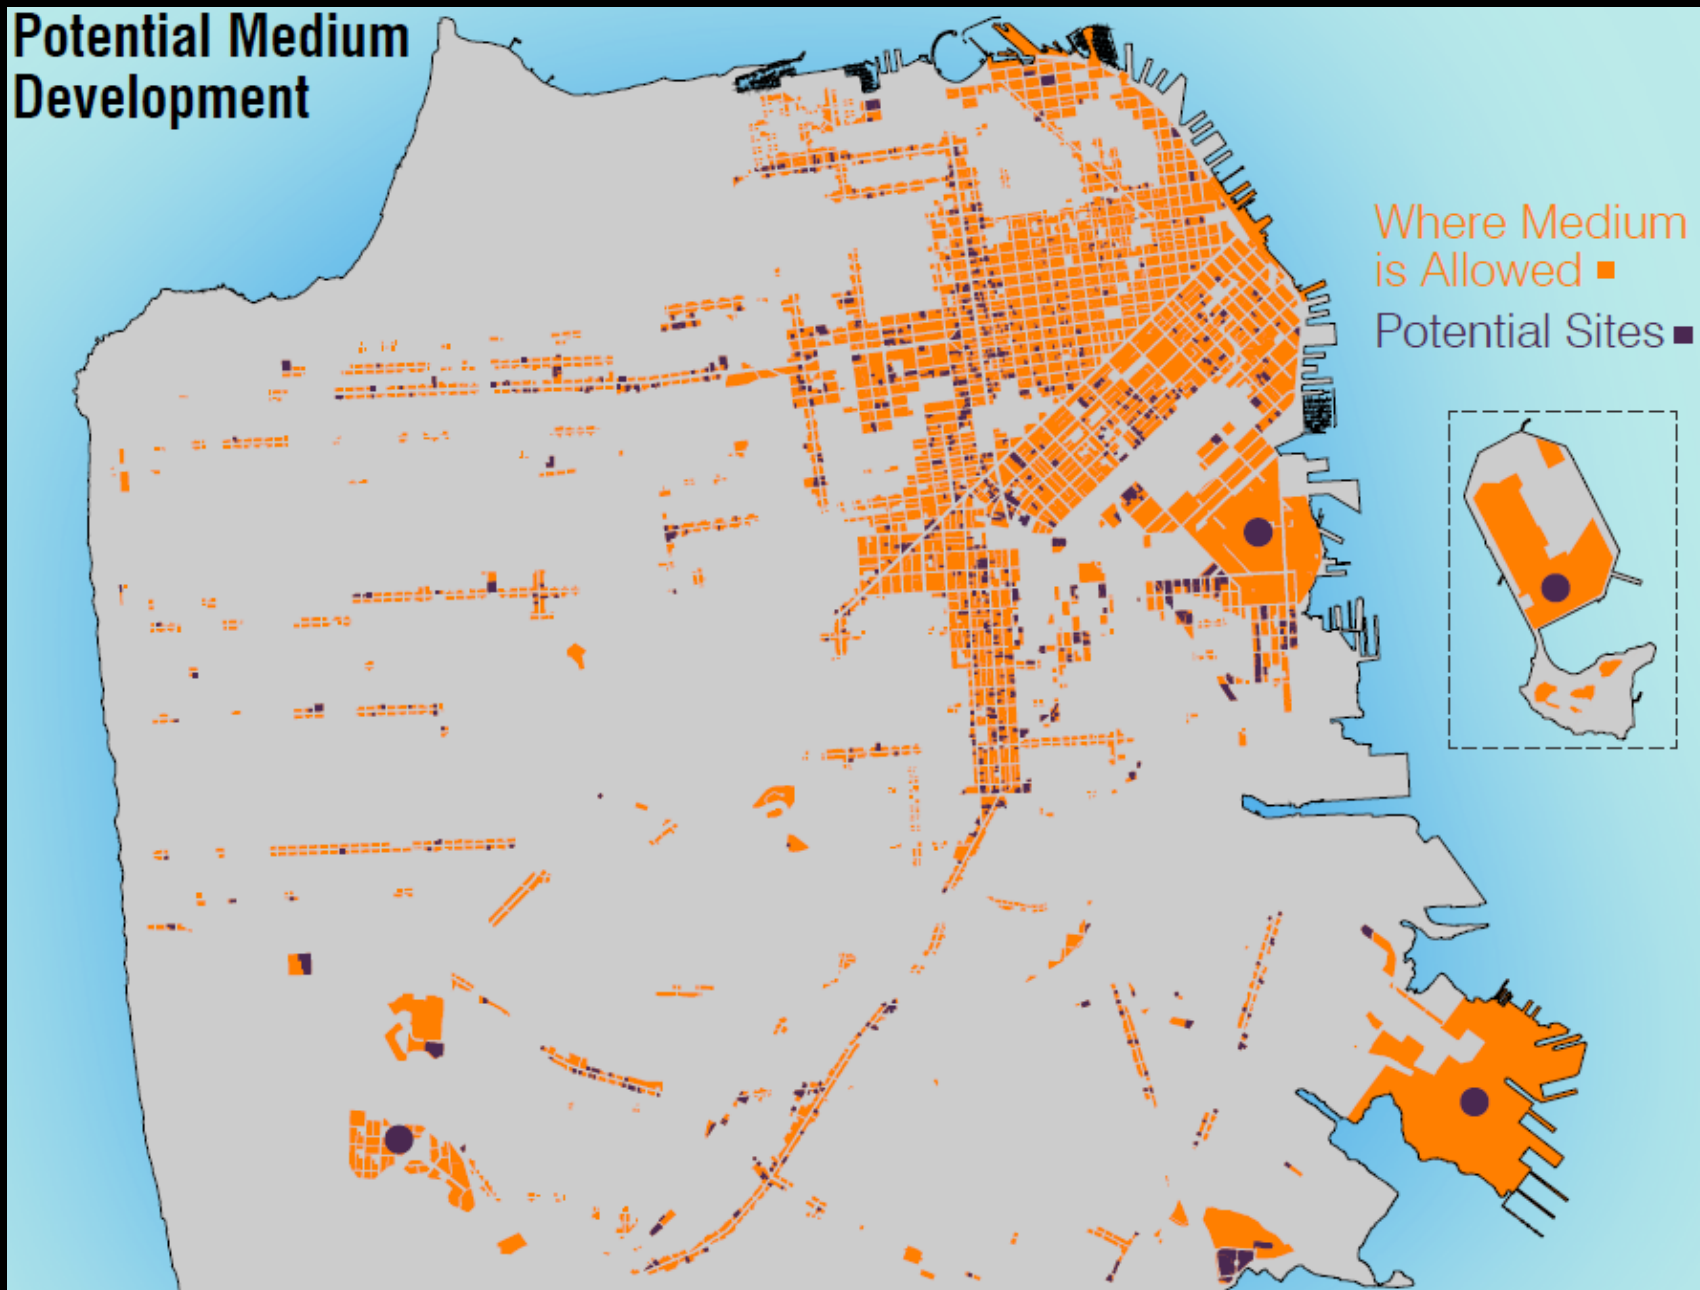 Potential Medium
Development
Where Medium
is Allowed
Potential Sites